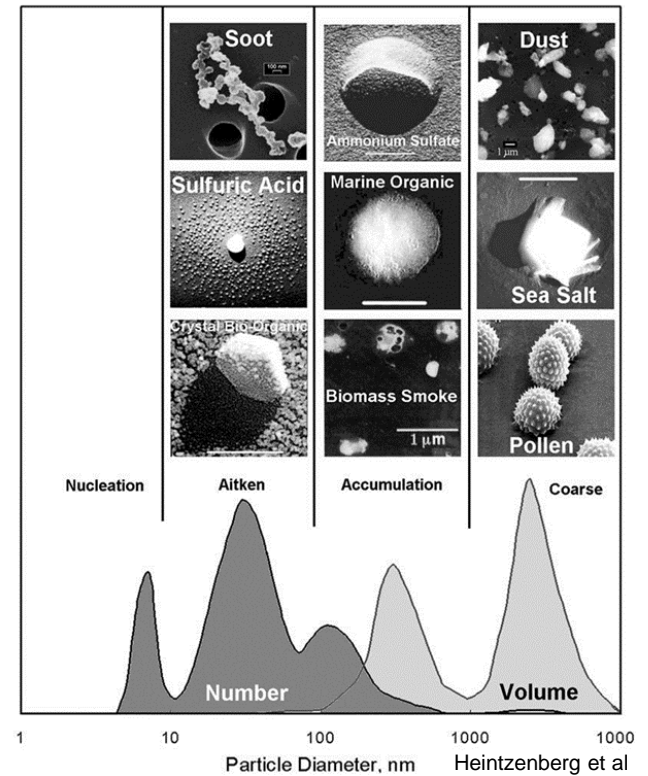 Soot
100 nm
Ammonium Sulfate
Dust
1 µm
Sulfuric Acid
Marine Organic
Sea Salt
Crystal Bio-Organic
Biomass Smoke
1 µm
Pollen
Nucleation
Aitken
Accumulation
Coarse
Number
Volume
1
10
100
1000
1000
Particle Diameter, nm
Heintzenberg et al